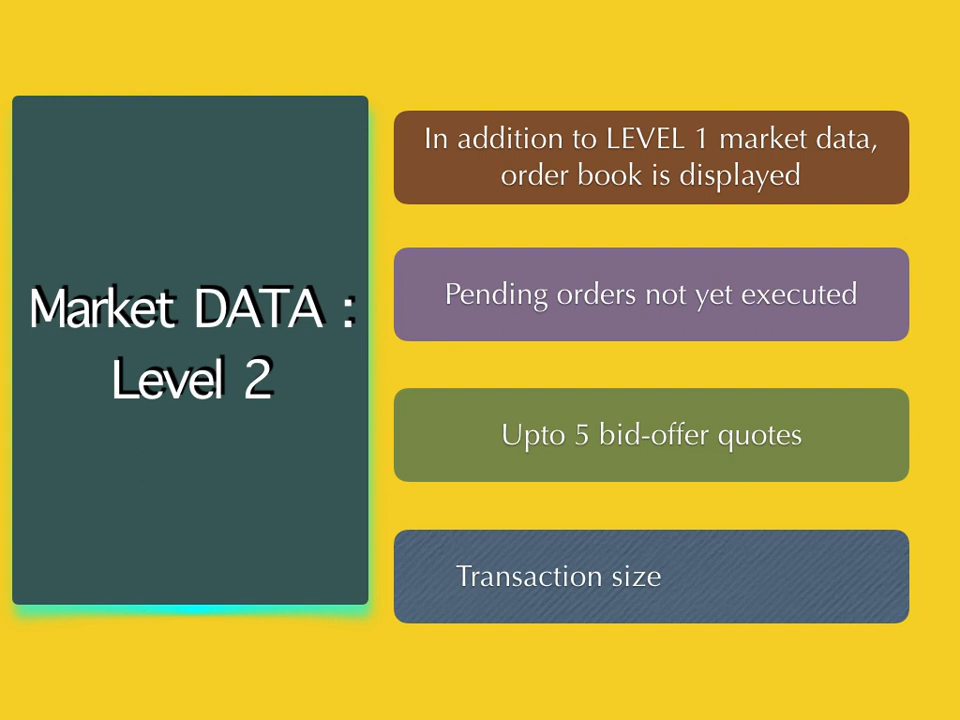 Market DATA :
Level 2
In addition to LEVEL 1 market data,
order book is displayed
Pending orders not yet executed
Upto 5 bid-offer quotes
Transaction size